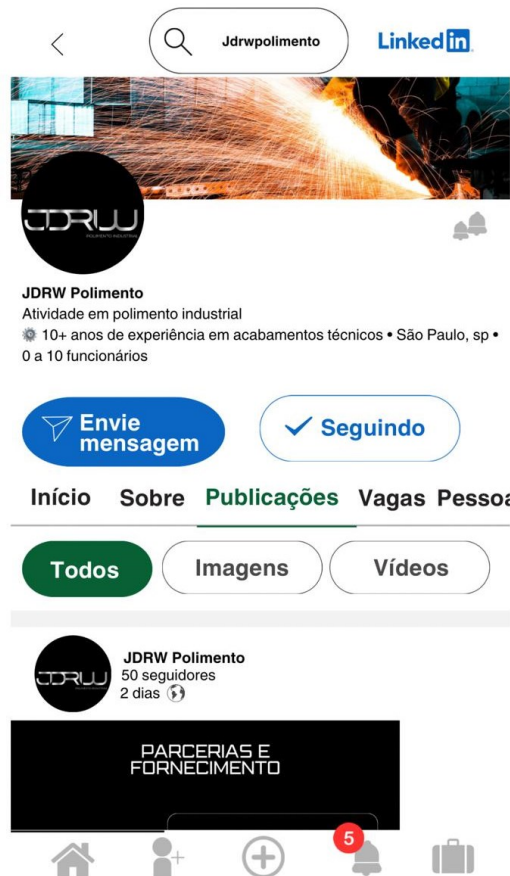 Jdrwpolimento
Linked in
JDRW
POLIMENTO INDUSTRIAL
JDRW Polimento
Atividade em polimento industrial
10+ anos de experiência em acabamentos técnicos • São Paulo, sp •
0 a 10 funcionários
Envie
mensagem
Seguindo
Início Sobre Publicações Vagas Pessoa
Todos Imagens Vídeos
JDRW
JDRW Polimento
50 seguidores
2 dias
PARCERIAS E
FORNECIMENTO
5